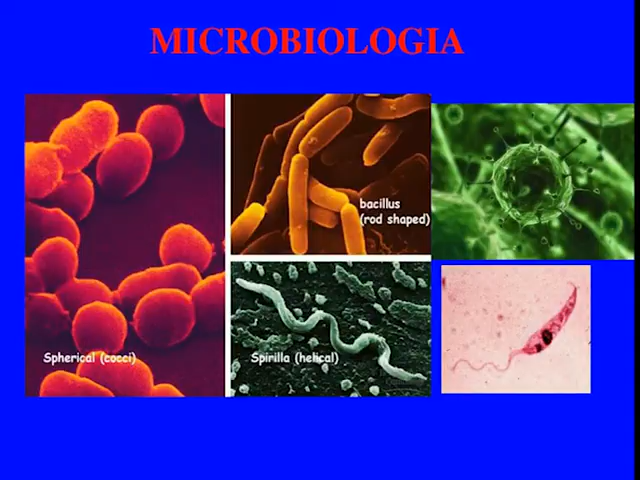 MICROBIOLOGIA
bacillus
(rod shaped)
Spherical (cocci)
Spirilla (helical)